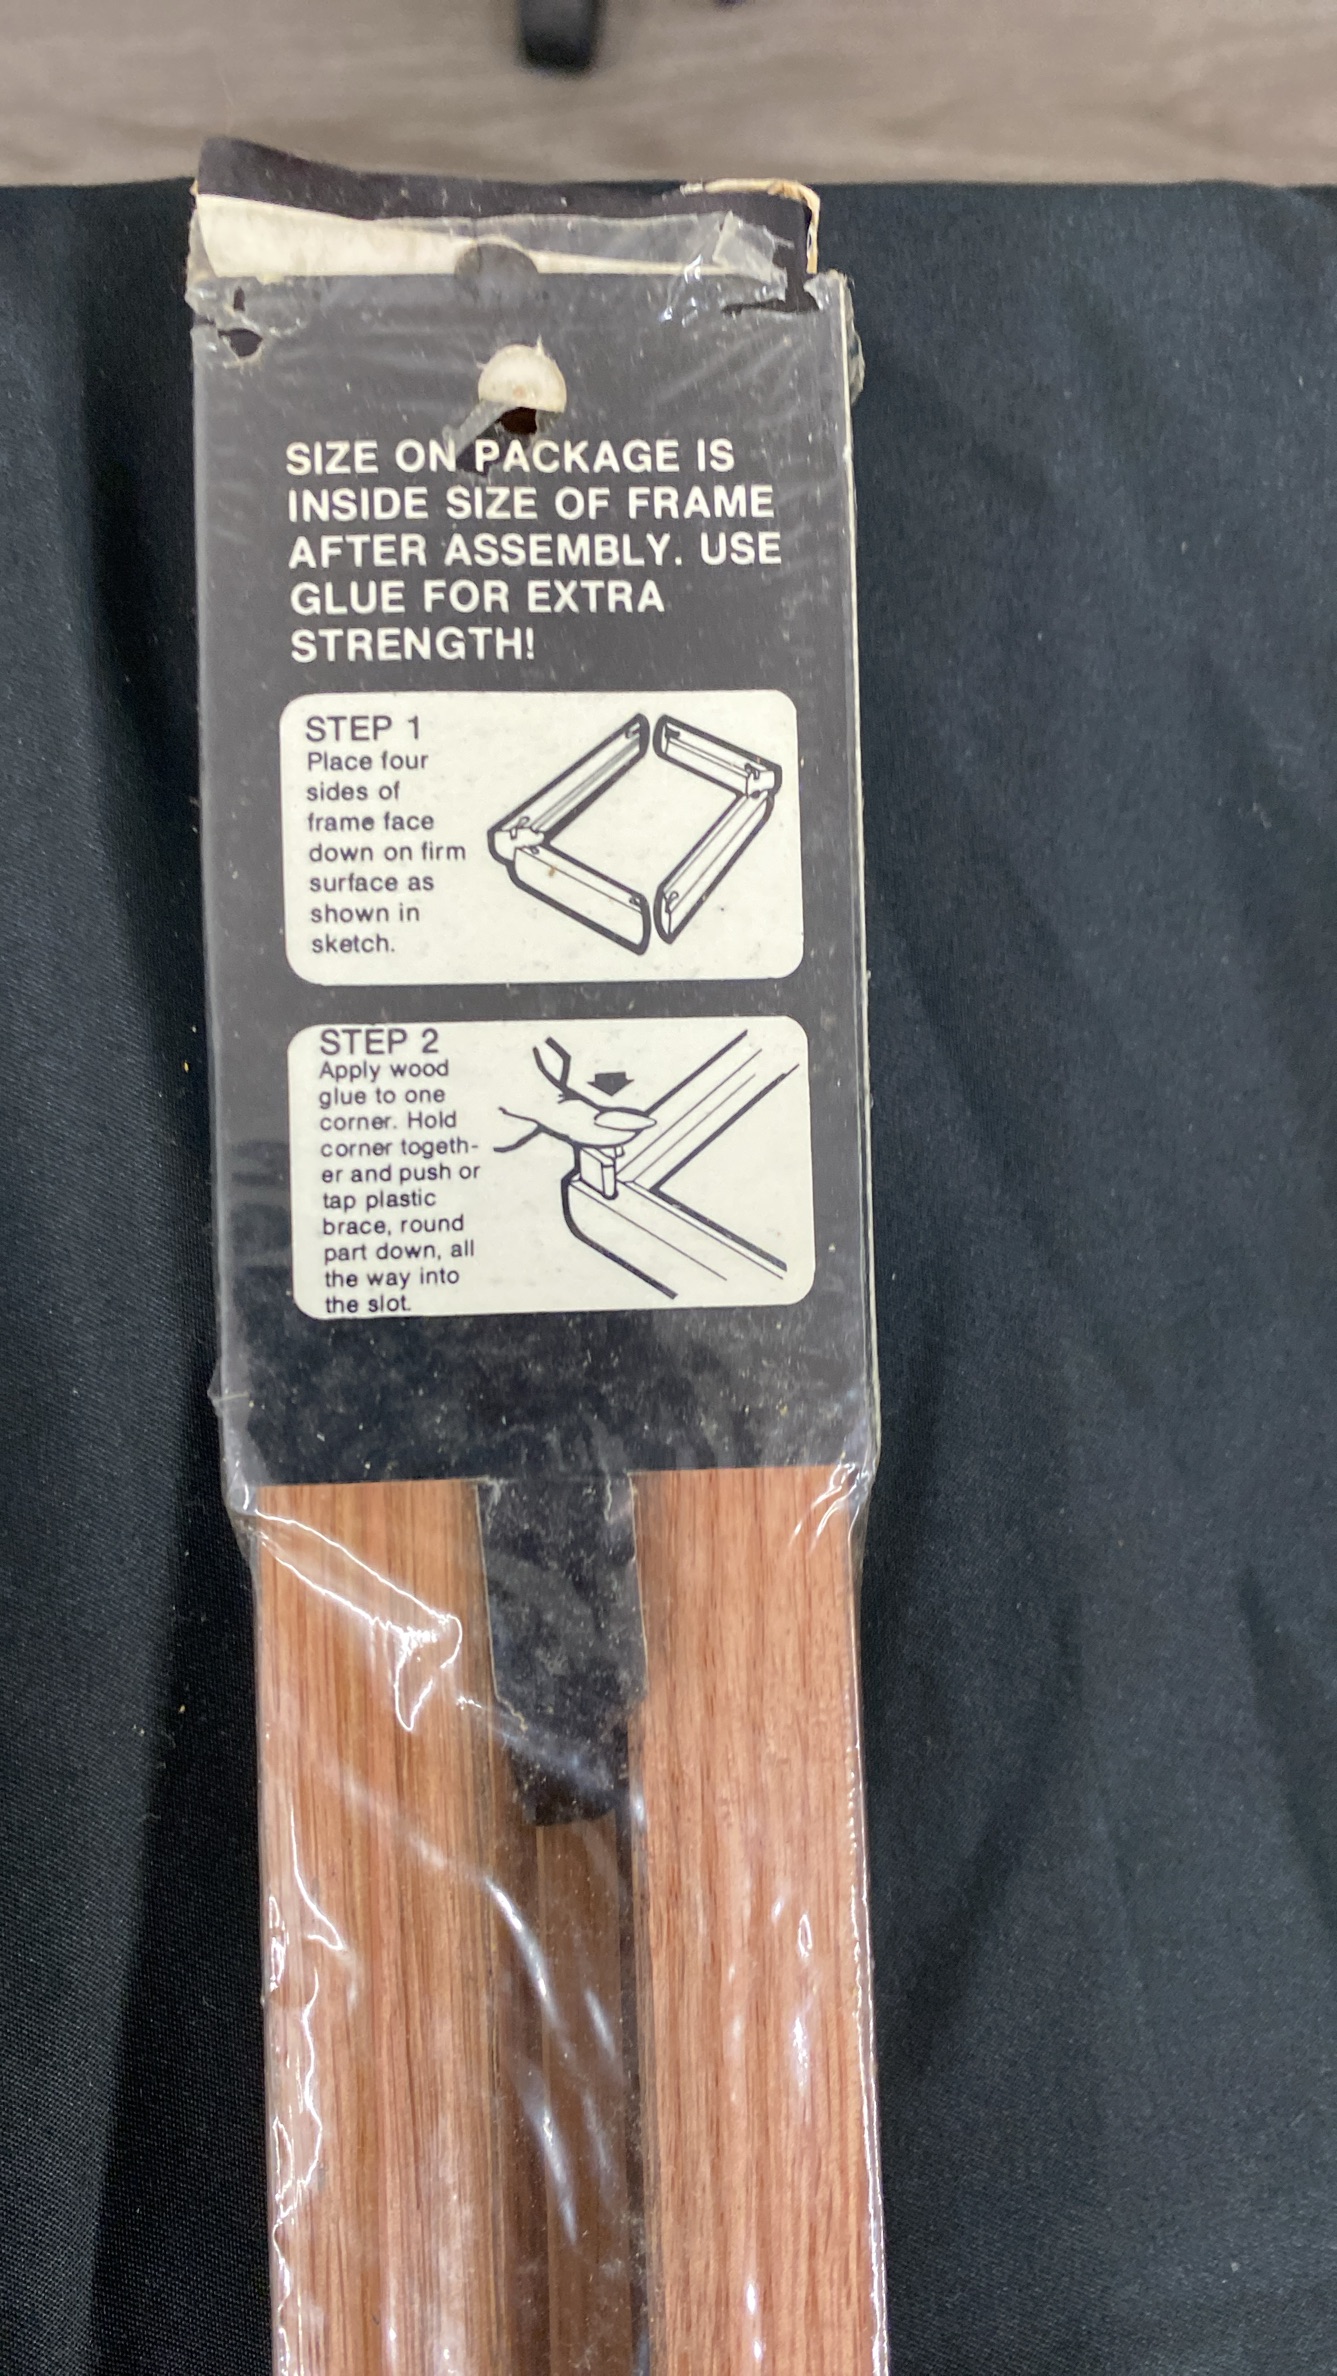 SIZE ON PACKAGE IS
INSIDE SIZE OF FRAME
AFTER ASSEMBLY. USE
GLUE FOR EXTRA
STRENGTH!
STEP 1
Place four
sides of
frame face
down on firm
surface as
shown in
sketch.
STEP 2
Apply wood
glue to one
corner. Hold
corner togeth-
er and push or
tap plastic
brace, round
part down, all
the way into
the slot.